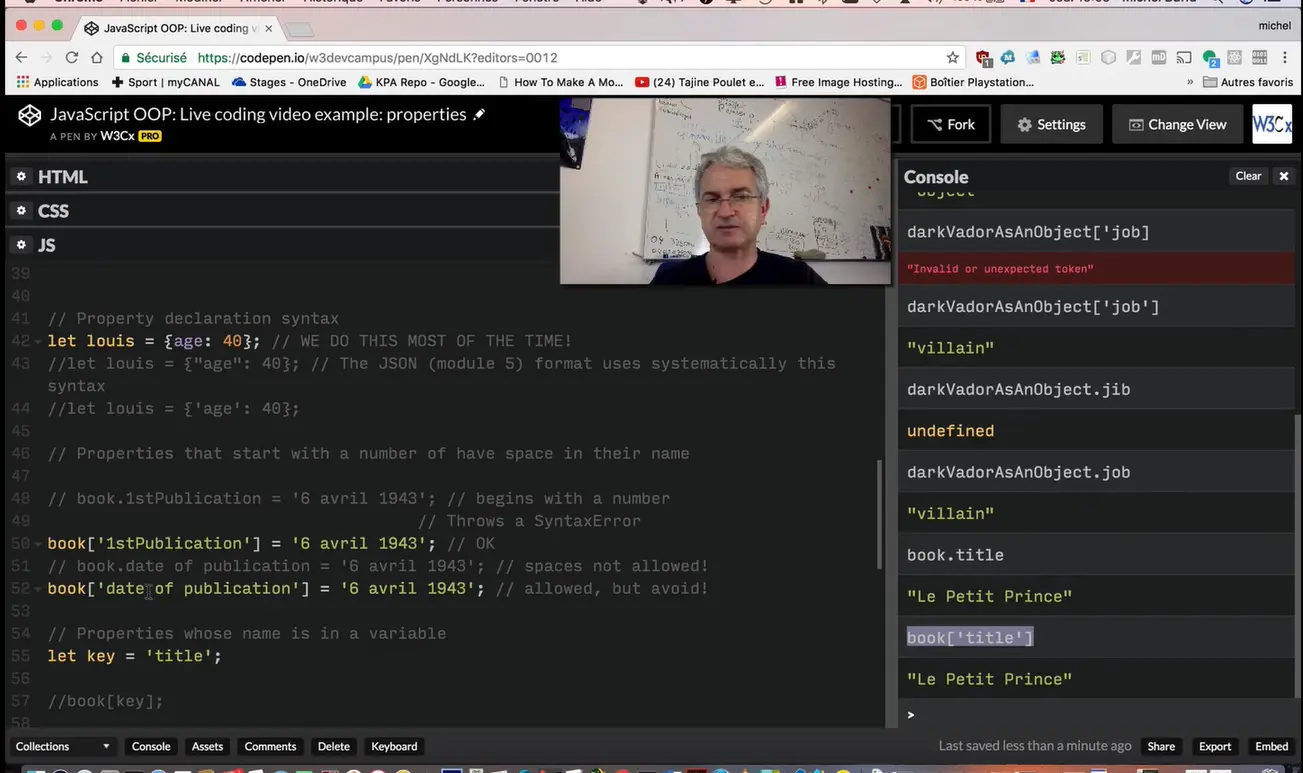 michel
JavaScript OOP: Live coding v
Sécurisé https://codepen.io/w3devcampus/pen/XgNdLK?editors=0012
Applications Sport | myCANAL Stages - OneDrive KPA Repo - Google... How To Make A Mo... (24) Tajine Poulet e... Free Image Hosting... Boîtier Playstation... » Autres favoris
JavaScript OOP: Live coding video example: properties
A PEN BY W3Cx PRO
Fork Settings Change View W3Cx
HTML
CSS
JS
39
40
41 // Property declaration syntax
42 let louis = {age: 40}; // WE DO THIS MOST OF THE TIME!
43 //let louis = {"age": 40}; // The JSON (module 5) format uses systematically this
syntax
44 //let louis = {'age': 40};
45
46 // Properties that start with a number of have space in their name
47
48 // book.1stPublication = '6 avril 1943'; // begins with a number
49 // Throws a SyntaxError
50 book['1stPublication'] = '6 avril 1943'; // OK
51 // book.date of publication = '6 avril 1943'; // spaces not allowed!
52 book['date of publication'] = '6 avril 1943'; // allowed, but avoid!
53
54 // Properties whose name is in a variable
55 let key = 'title';
56
57 //book[key];
58
Console Clear
darkVadorAsAnObject['job]
"Invalid or unexpected token"
darkVadorAsAnObject['job']
"villain"
darkVadorAsAnObject.jib
undefined
darkVadorAsAnObject.job
"villain"
book.title
"Le Petit Prince"
book['title']
"Le Petit Prince"
>
Collections Console Assets Comments Delete Keyboard Last saved less than a minute ago Share Export Embed